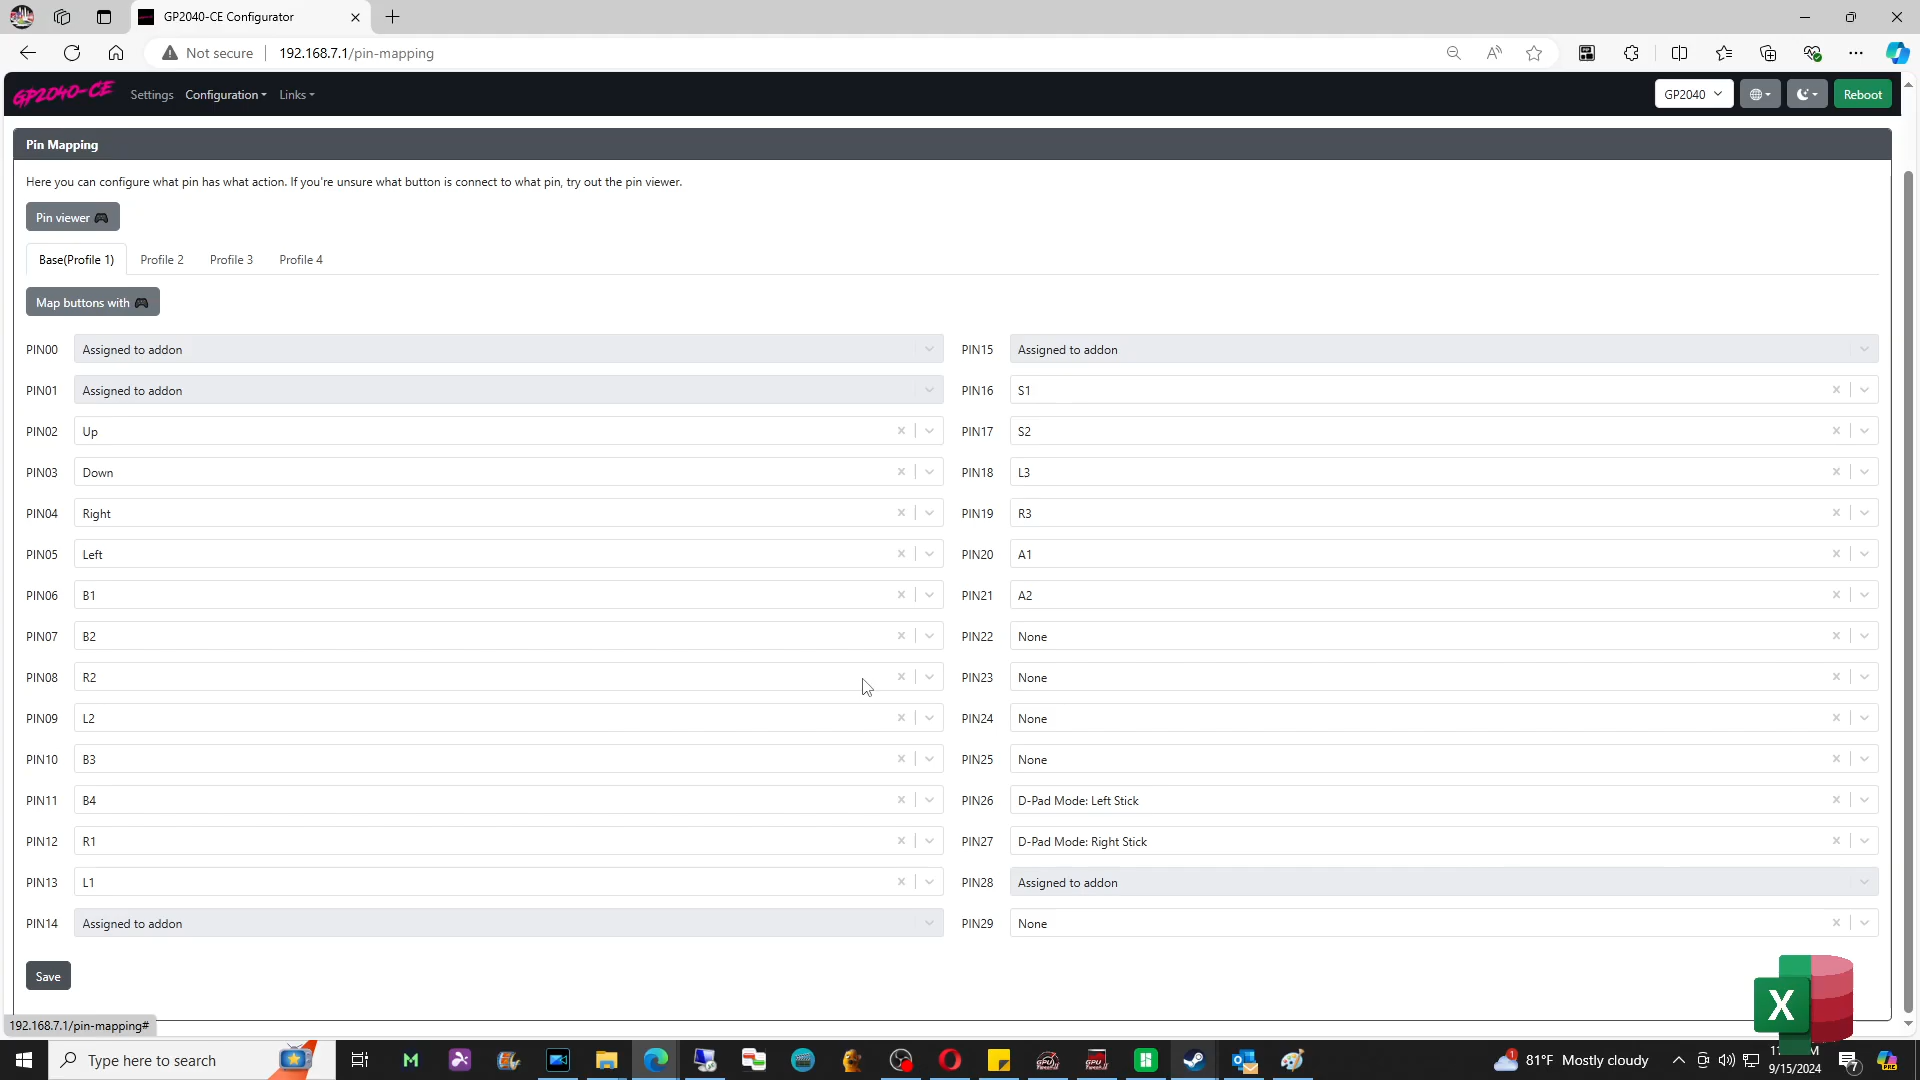 GP2040-CE Configurator
Not secure
192.168.7.1/pin-mapping
GP2040-CE
Settings
Configuration
Links
GP2040
Reboot
Pin Mapping
Here you can configure what pin has what action. If you're unsure what button is connect to what pin, try out the pin viewer.
Pin viewer
Base(Profile 1)
Profile 2
Profile 3
Profile 4
Map buttons with
PIN00 Assigned to addon
PIN01 Assigned to addon
PIN02 Up
PIN03 Down
PIN04 Right
PIN05 Left
PIN06 B1
PIN07 B2
PIN08 R2
PIN09 L2
PIN10 B3
PIN11 B4
PIN12 R1
PIN13 L1
PIN14 Assigned to addon
PIN15 Assigned to addon
PIN16 S1
PIN17 S2
PIN18 L3
PIN19 R3
PIN20 A1
PIN21 A2
PIN22 None
PIN23 None
PIN24 None
PIN25 None
PIN26 D-Pad Mode: Left Stick
PIN27 D-Pad Mode: Right Stick
PIN28 Assigned to addon
PIN29 None
Save
X
192.168.7.1/pin-mapping#
Type here to search
81°F Mostly cloudy
9/15/2024
7